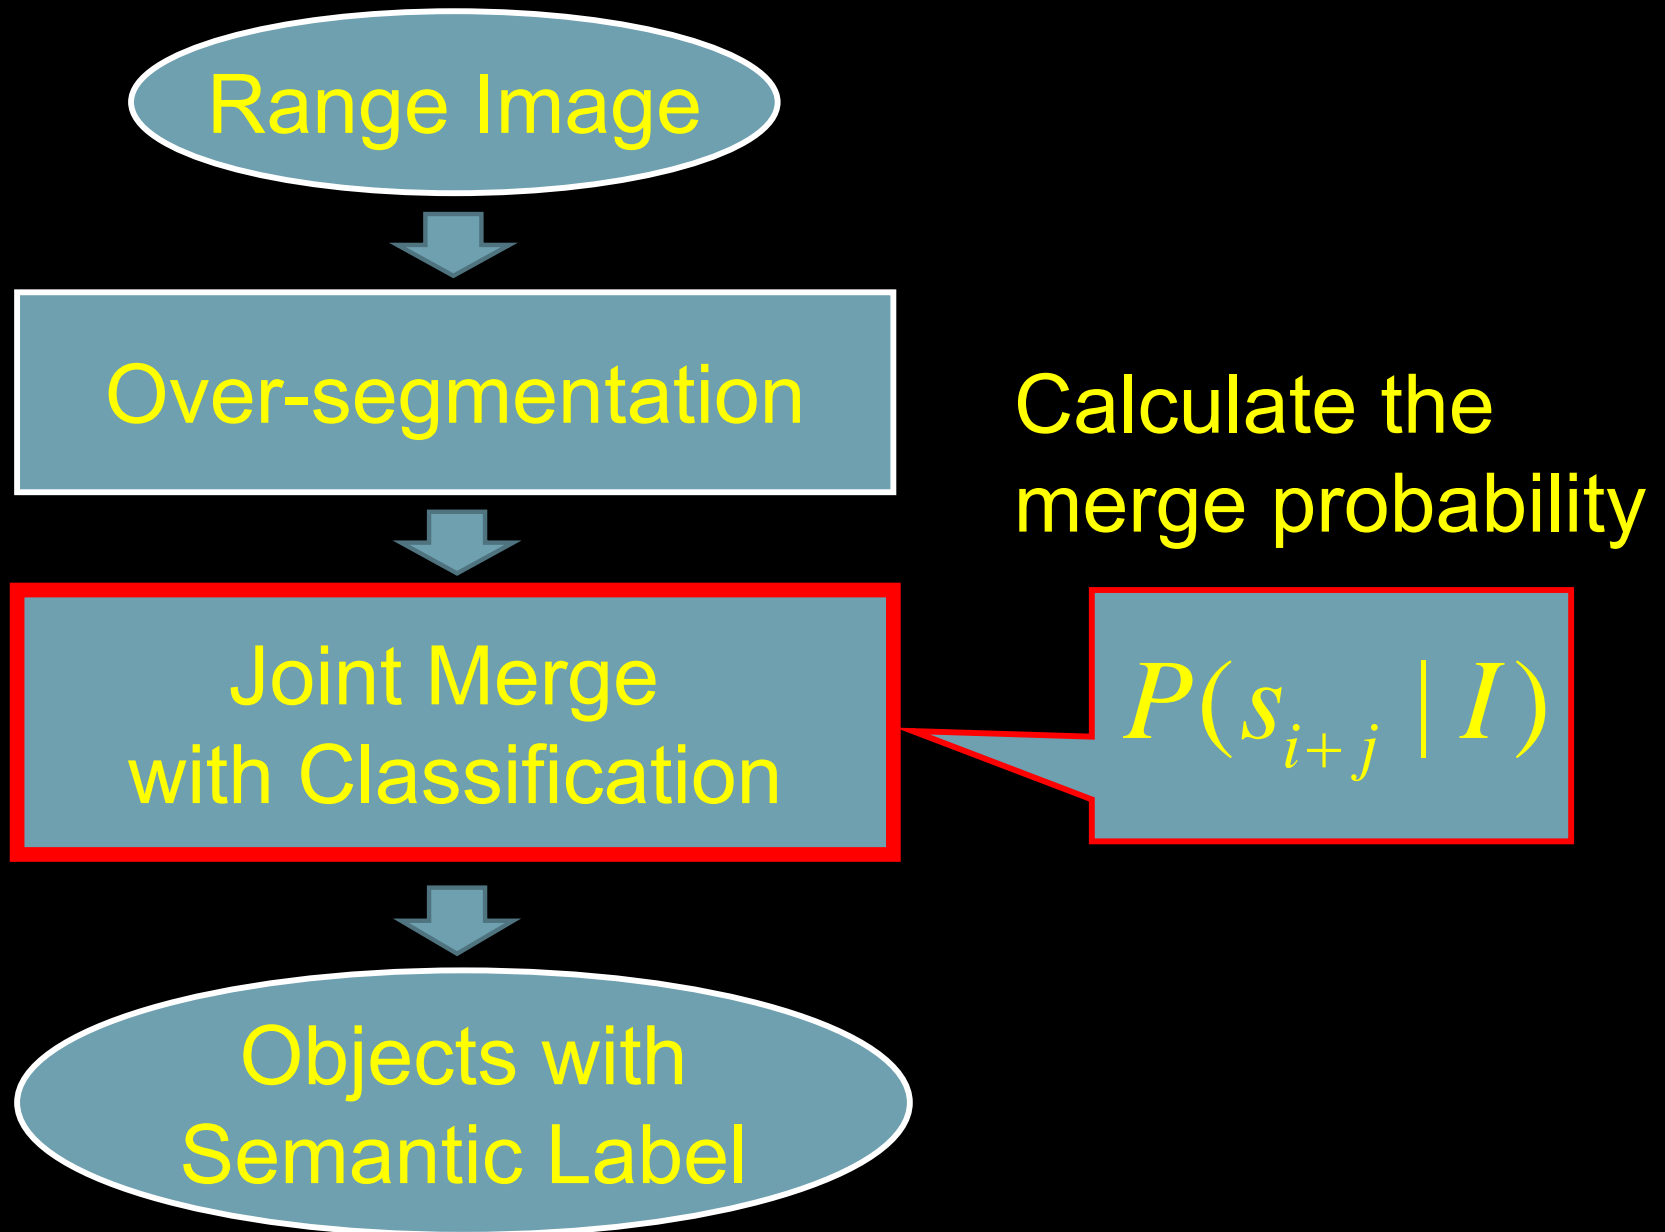 Range Image
Over-segmentation
Calculate the
merge probability
Joint Merge
with Classification
P(s_{i+j} | I)
Objects with
Semantic Label